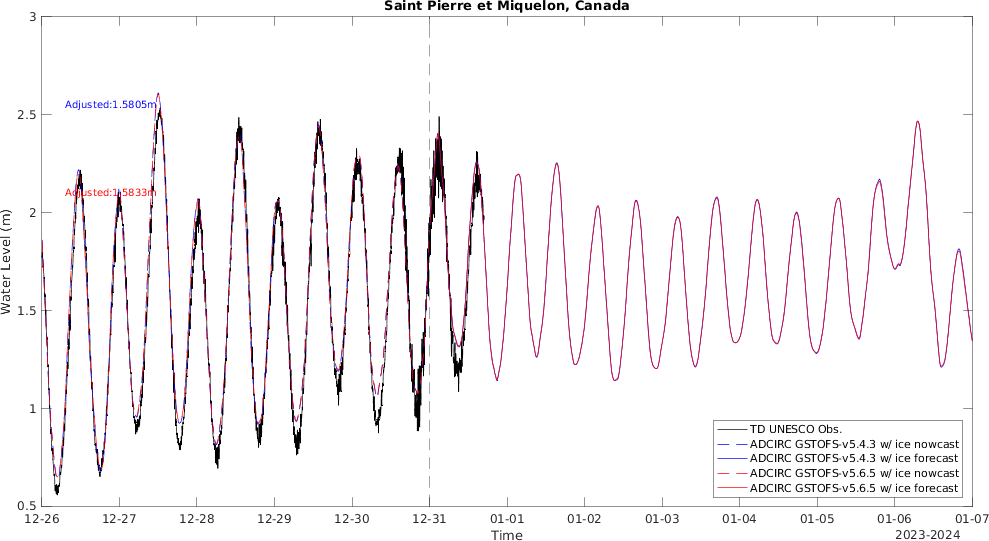 Saint Pierre et Miquelon, Canada
Water Level (m)
3
2.5
2
1.5
1
0.5
Adjusted:1.5805m
Adjusted:1.5833m
TD UNESCO Obs.
ADCIRC GSTOFS-v5.4.3 w/ ice nowcast
ADCIRC GSTOFS-v5.4.3 w/ ice forecast
ADCIRC GSTOFS-v5.6.5 w/ ice nowcast
ADCIRC GSTOFS-v5.6.5 w/ ice forecast
12-26 12-27 12-28 12-29 12-30 12-31 01-01 01-02 01-03 01-04 01-05 01-06 01-07
Time
2023-2024